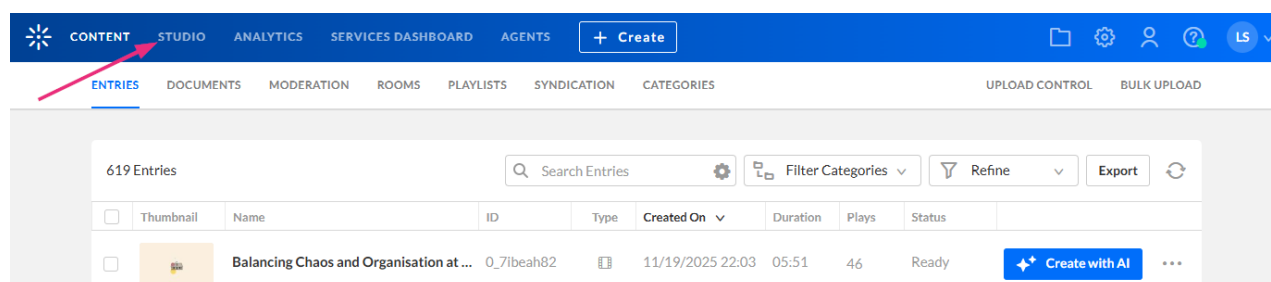 CONTENT STUDIO ANALYTICS SERVICES DASHBOARD AGENTS + Create LS
ENTRIES DOCUMENTS MODERATION ROOMS PLAYLISTS SYNDICATION CATEGORIES UPLOAD CONTROL BULK UPLOAD
619 Entries Search Entries Filter Categories Refine Export
Thumbnail Name ID Type Created On Duration Plays Status
Balancing Chaos and Organisation at ... 0_7ibeah82 11/19/2025 22:03 05:51 46 Ready Create with AI